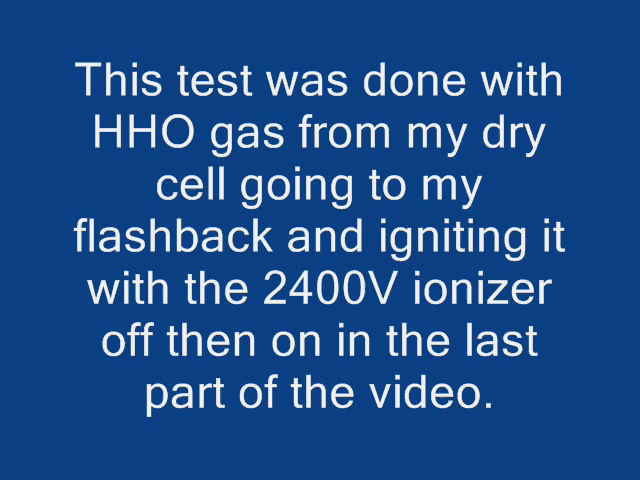 This test was done with
HHO gas from my dry
cell going to my
flashback and igniting it
with the 2400V ionizer
off then on in the last
part of the video.